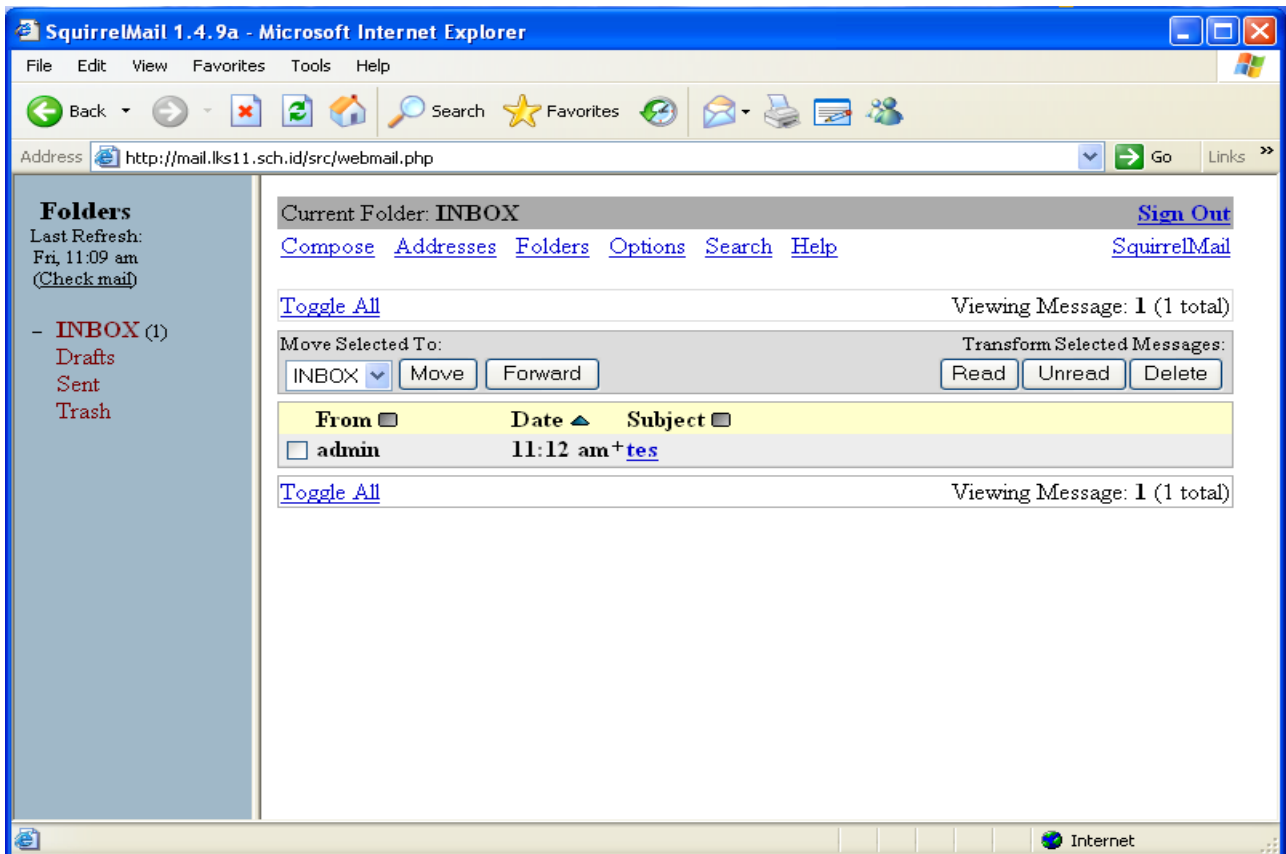 SquirrelMail 1.4.9a - Microsoft Internet Explorer
File Edit View Favorites Tools Help
Back Search Favorites
Address http://mail.lks11.sch.id/src/webmail.php Go Links »
Folders
Last Refresh:
Fri, 11:09 am
(Check mail)
– INBOX (1)
Drafts
Sent
Trash
Current Folder: INBOX Sign Out
Compose Addresses Folders Options Search Help SquirrelMail
Toggle All Viewing Message: 1 (1 total)
Move Selected To: Transform Selected Messages:
INBOX Move Forward Read Unread Delete
From Date Subject
admin 11:12 am + tes
Toggle All Viewing Message: 1 (1 total)
Internet